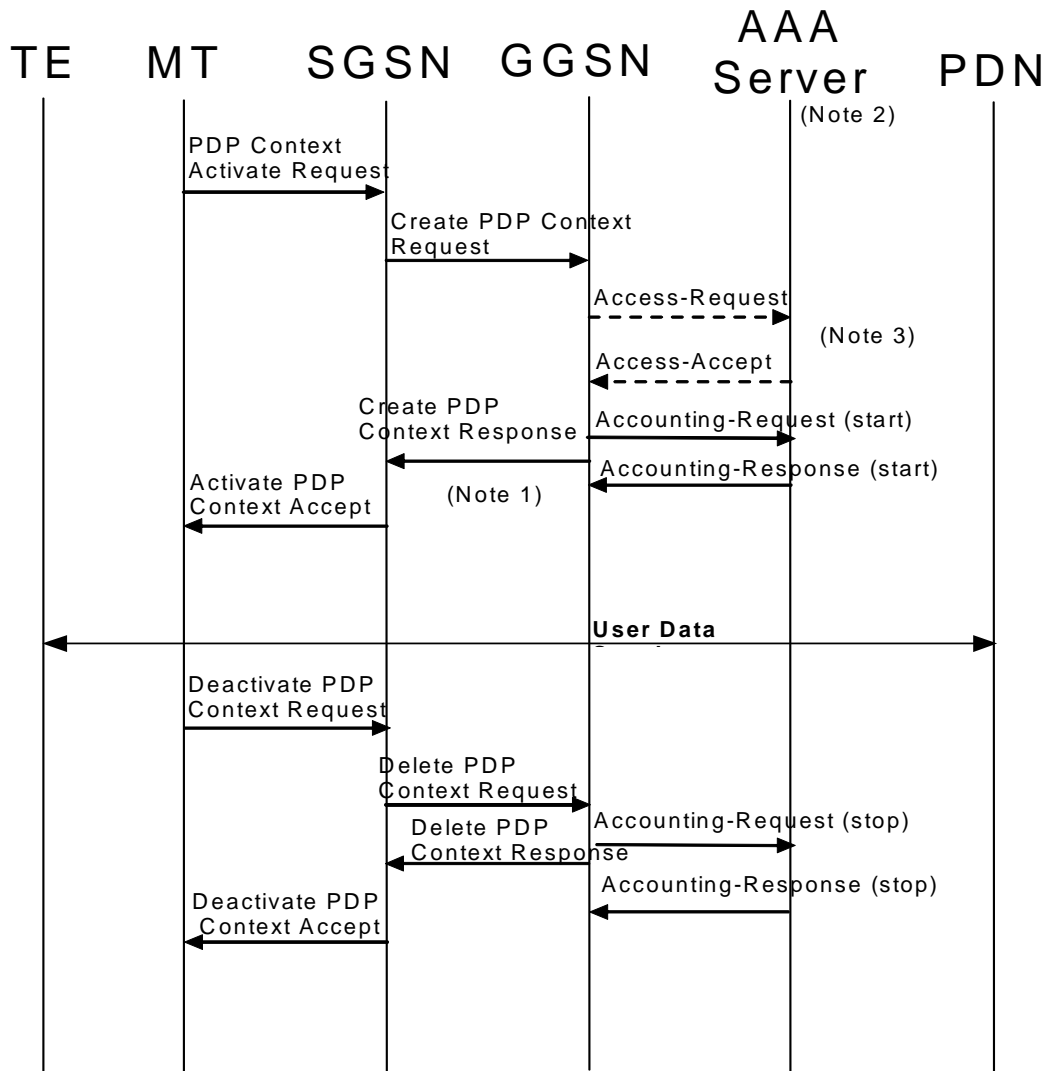 TE MT SGSN GGSN AAA Server PDN
(Note 2)
PDP Context
Activate Request
Create PDP Context
Request
Access-Request
(Note 3)
Access-Accept
Create PDP
Context Response
Accounting-Request (start)
Accounting-Response (start)
Activate PDP
Context Accept
(Note 1)
User Data
Deactivate PDP
Context Request
Delete PDP
Context Request
Accounting-Request (stop)
Delete PDP
Context Response
Accounting-Response (stop)
Deactivate PDP
Context Accept